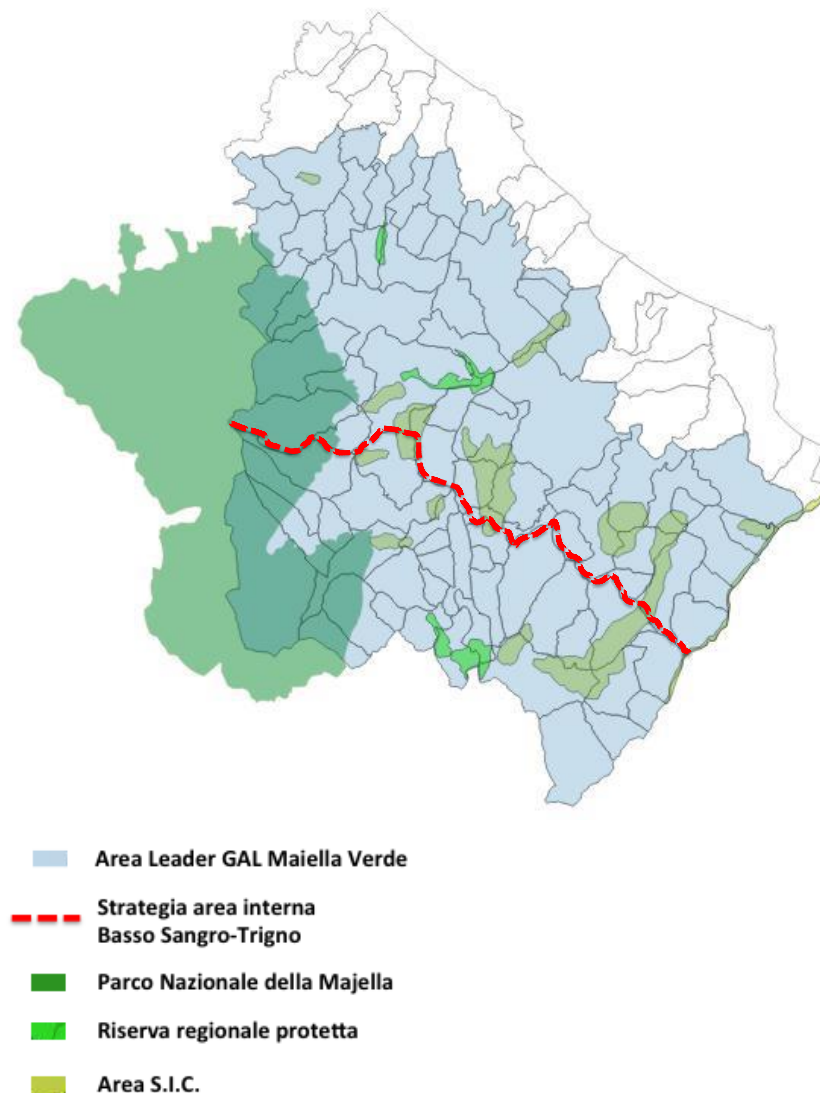 Area Leader GAL Maiella Verde
Strategia area interna
Basso Sangro-Trigno
Parco Nazionale della Majella
Riserva regionale protetta
Area S.I.C.